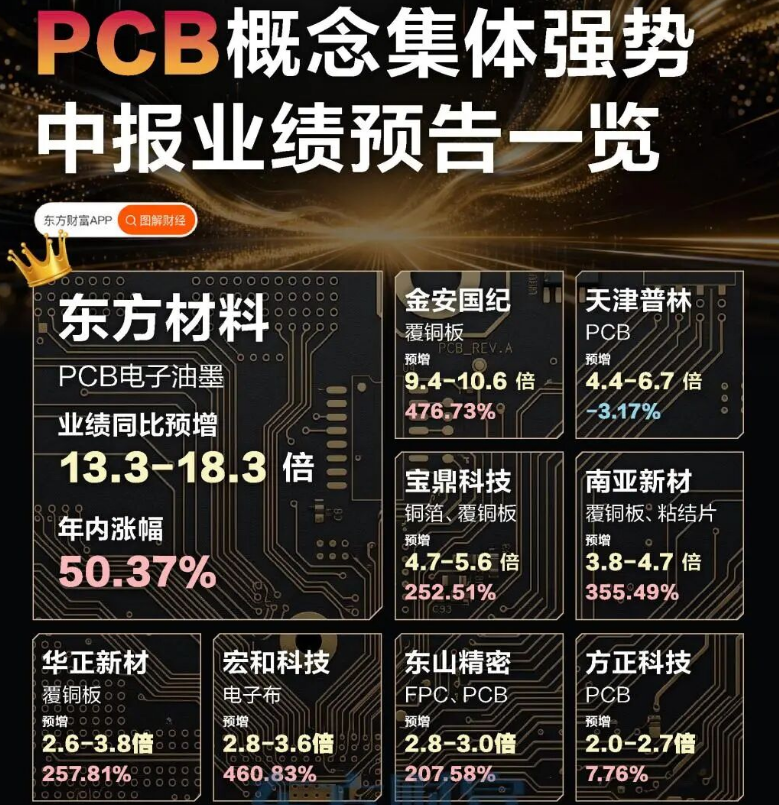 PCB概念集体强势
中报业绩预告一览
东方财富APP 图解财经
东方材料
PCB电子油墨
业绩同比预增
13.3-18.3 倍
年内涨幅
50.37%
金安国纪
覆铜板
PCB_REV.A
预增
9.4-10.6 倍
476.73%
天津普林
PCB
预增
4.4-6.7 倍
-3.17%
宝鼎科技
铜箔、覆铜板
预增
4.7-5.6 倍
252.51%
C93
南亚新材
覆铜板、粘结片
预增
3.8-4.7 倍
355.49%
华正新材
覆铜板
预增
2.6-3.8倍
257.81%
宏和科技
电子布
预增
2.8-3.6倍
460.83%
东山精密
FPC、PCB
预增
2.8-3.0倍
207.58%
方正科技
PCB
预增
2.0-2.7倍
7.76%